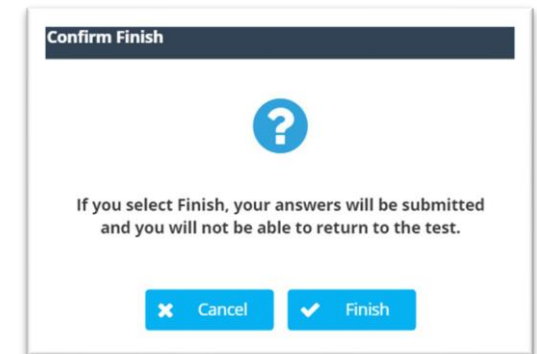 Confirm Finish
?
If you select Finish, your answers will be submitted
and you will not be able to return to the test.
Cancel Finish